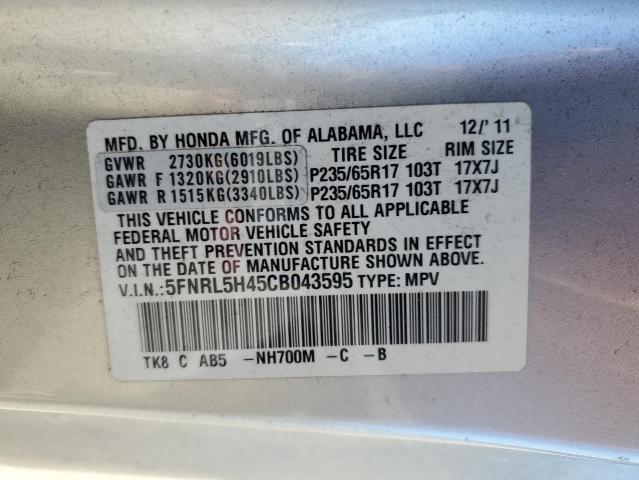 MFD. BY HONDA MFG. OF ALABAMA, LLC 12/'11
TIRE SIZE RIM SIZE
GVWR 2730KG(6019LBS)
GAWR F 1320KG(2910LBS) P235/65R17 103T 17X7J
GAWR R 1515KG(3340LBS) P235/65R17 103T 17X7J
THIS VEHICLE CONFORMS TO ALL APPLICABLE
FEDERAL MOTOR VEHICLE SAFETY
AND THEFT PREVENTION STANDARDS IN EFFECT
ON THE DATE OF MANUFACTURE SHOWN ABOVE.
V.I.N.:5FNRL5H45CB043595 TYPE: MPV
TK8 C AB5 -NH700M -C -B